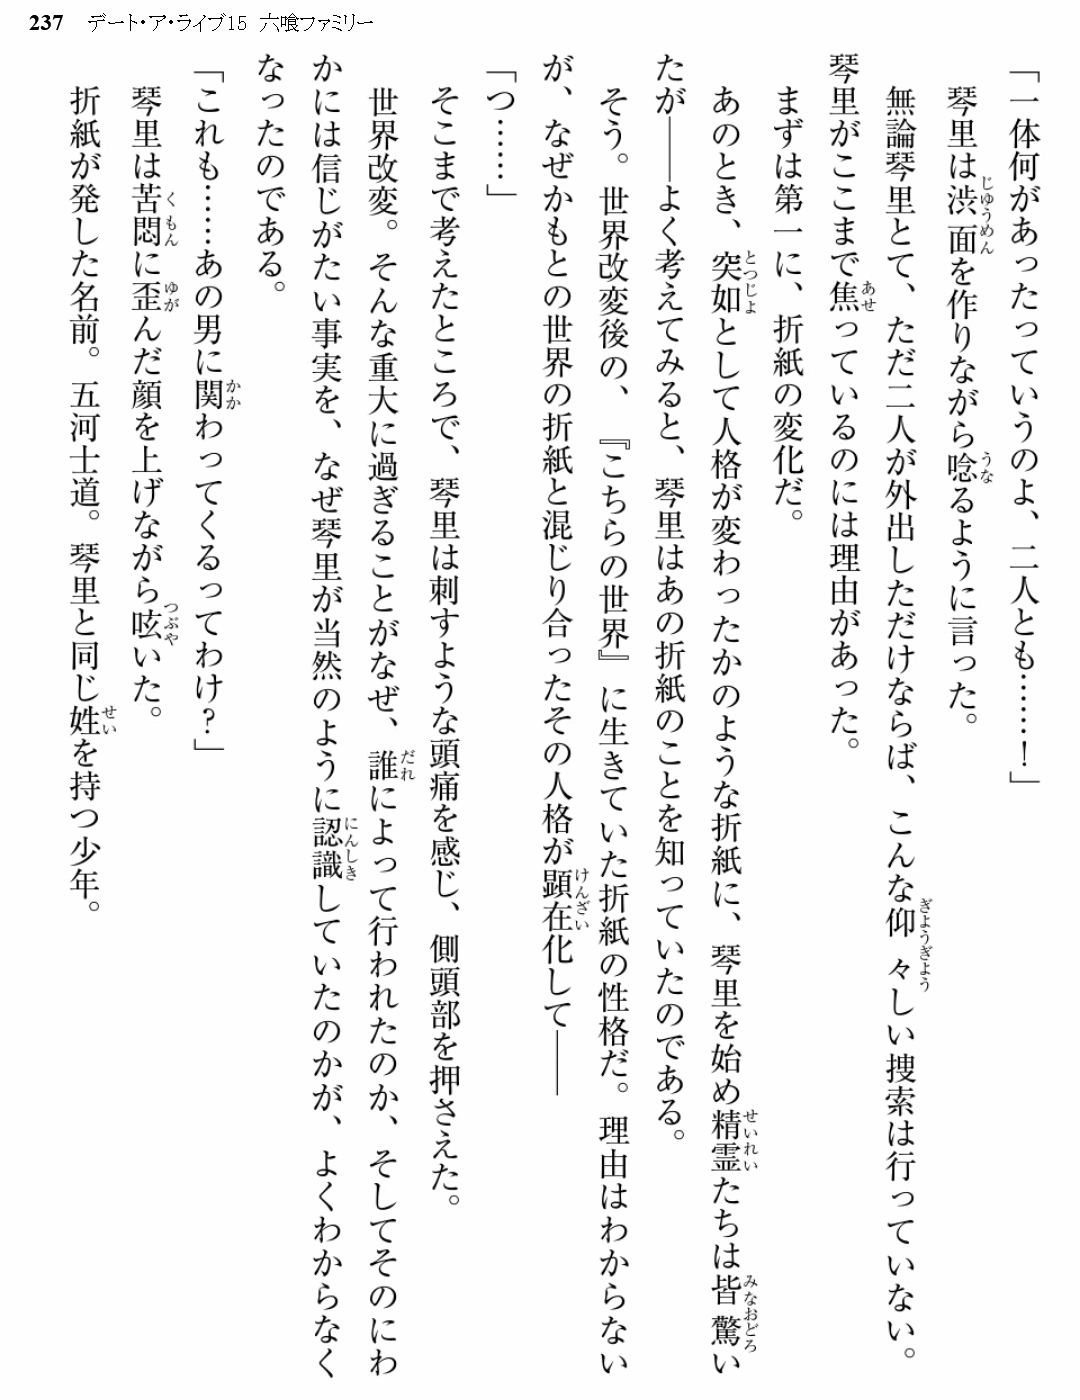 237 デート・ア・ライブ15 六喰ファミリー
「一体何があったっていうのよ、二人とも……！」
琴里は渋面を作りながら唸るように言った。
無論琴里とて、ただ二人が外出しただけならば、こんな仰々しい捜索は行っていない。
琴里がここまで焦っているのには理由があった。
まずは第一に、折紙の変化だ。
あのとき、突如として人格が変わったかのような折紙に、琴里を始め精霊たちは皆驚い
たが――よく考えてみると、琴里はあの折紙のことを知っていたのである。
そう。世界改変後の、『こちらの世界』に生きていた折紙の性格だ。理由はわからない
が、なぜかもとの世界の折紙と混じり合ったその人格が顕在化して――
「つ……」
そこまで考えたところで、琴里は刺すような頭痛を感じ、側頭部を押さえた。
世界改変。そんな重大に過ぎることがなぜ、誰によって行われたのか、そしてそのにわ
かには信じがたい事実を、なぜ琴里が当然のように認識していたのかが、よくわからなく
なったのである。
「これも……あの男に関わってくるってわけ？」
琴里は苦悶に歪んだ顔を上げながら呟いた。
折紙が発した名前。五河士道。琴里と同じ姓を持つ少年。